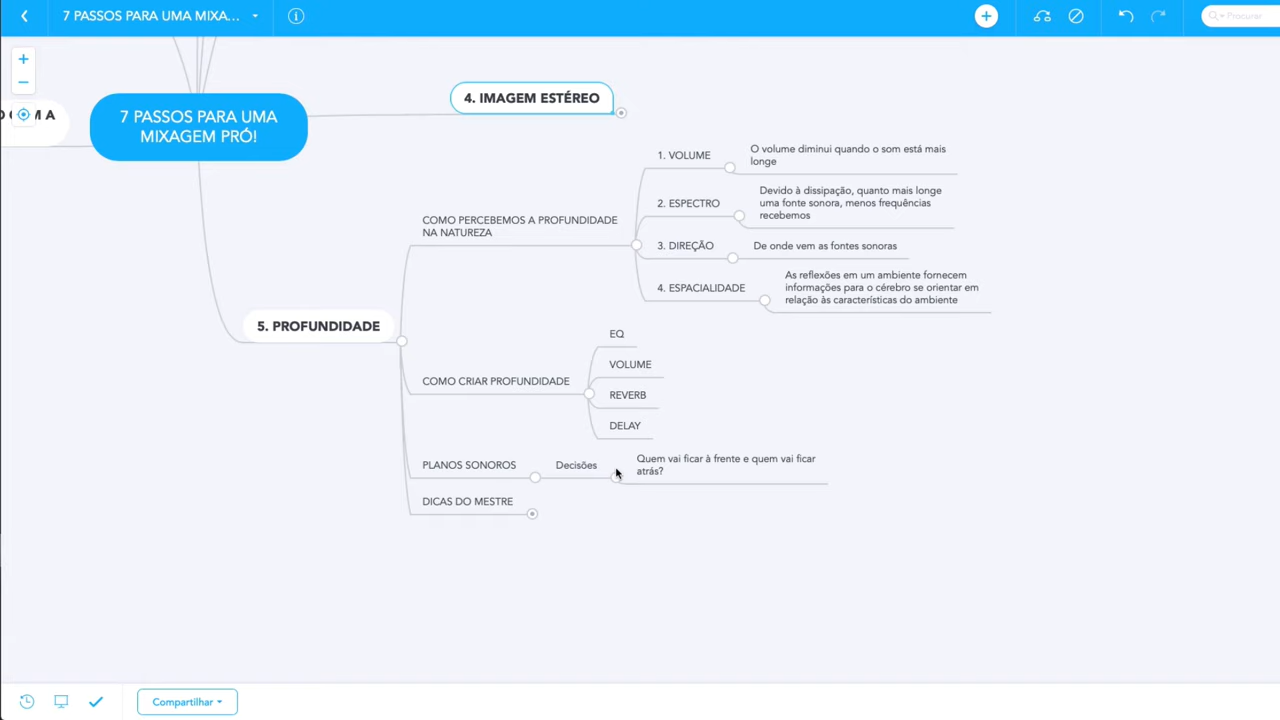 7 PASSOS PARA UMA MIXA...
Procurar
4. IMAGEM ESTÉREO
M A
7 PASSOS PARA UMA
MIXAGEM PRÓ!
1. VOLUME
O volume diminui quando o som está mais
longe
2. ESPECTRO
Devido à dissipação, quanto mais longe
uma fonte sonora, menos frequências
recebemos
COMO PERCEBEMOS A PROFUNDIDADE
NA NATUREZA
3. DIREÇÃO
De onde vem as fontes sonoras
4. ESPACIALIDADE
As reflexões em um ambiente fornecem
informações para o cérebro se orientar em
relação às características do ambiente
5. PROFUNDIDADE
EQ
VOLUME
COMO CRIAR PROFUNDIDADE
REVERB
DELAY
PLANOS SONOROS
Decisões
Quem vai ficar à frente e quem vai ficar
atrás?
DICAS DO MESTRE
Compartilhar